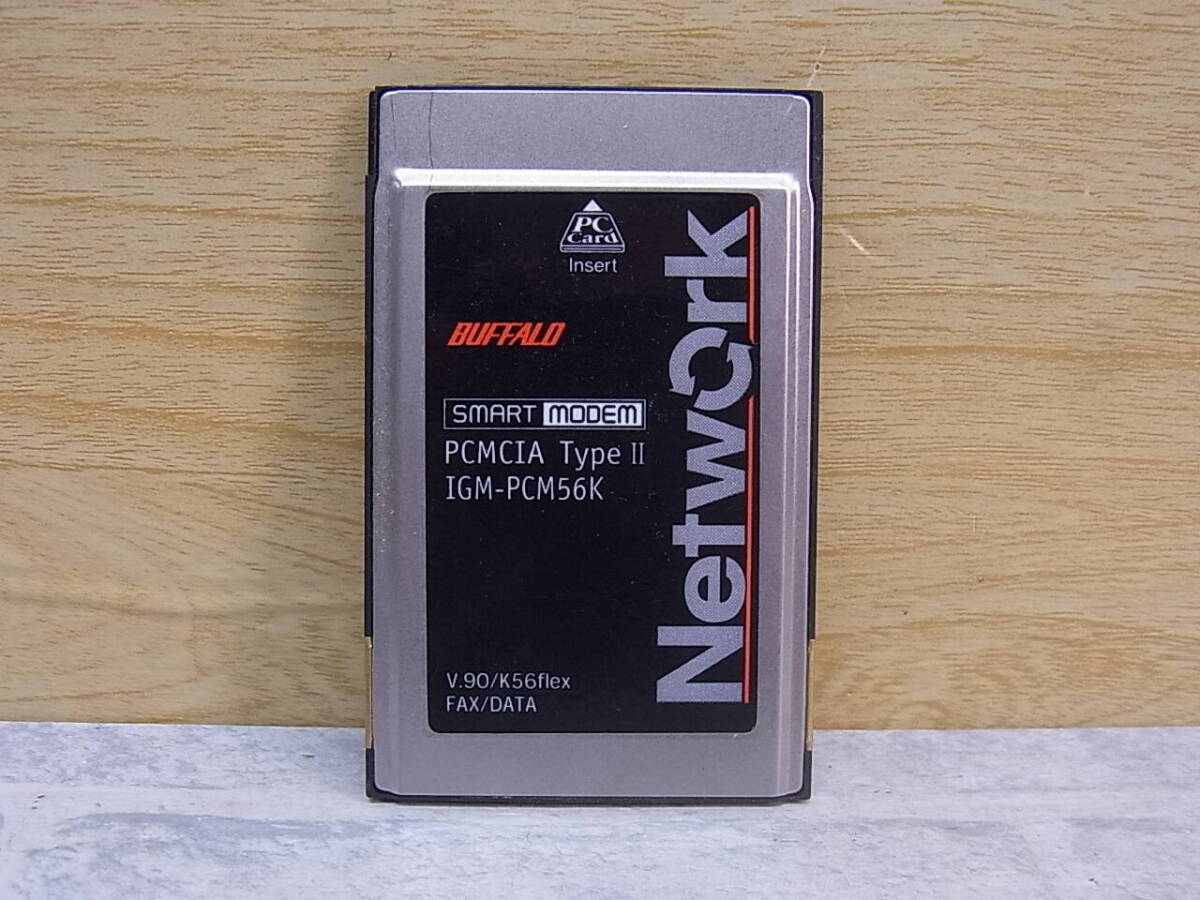 PC
Card
Insert
BUFFALO
SMART MODEM
PCMCIA Type II
IGM-PCM56K
V.90/K56flex
FAX/DATA
Network